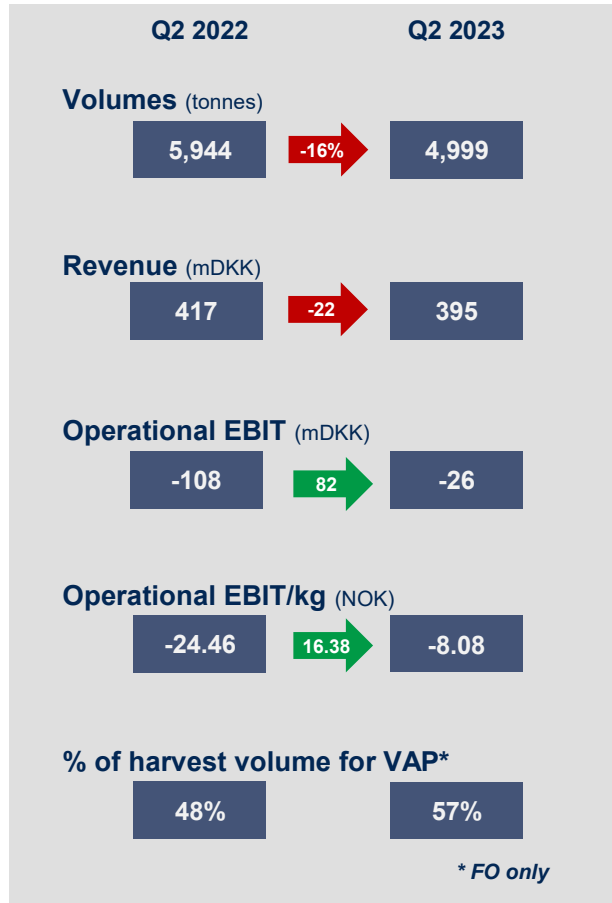 Q2 2022 Q2 2023
Volumes (tonnes)
5,944 -16% 4,999
Revenue (mDKK)
417 -22 395
Operational EBIT (mDKK)
-108 82 -26
Operational EBIT/kg (NOK)
-24.46 16.38 -8.08
% of harvest volume for VAP*
48% 57%
* FO only